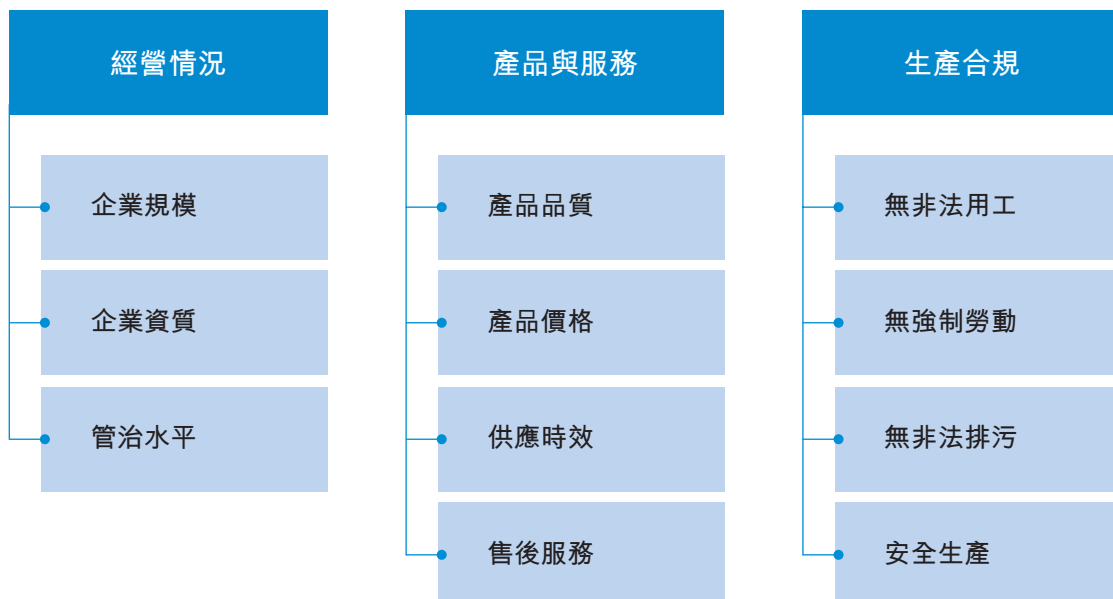 經營情況
企業規模
企業資質
管治水平
產品與服務
產品品質
產品價格
供應時效
售後服務
生產合規
無非法用工
無強制勞動
無非法排污
安全生產